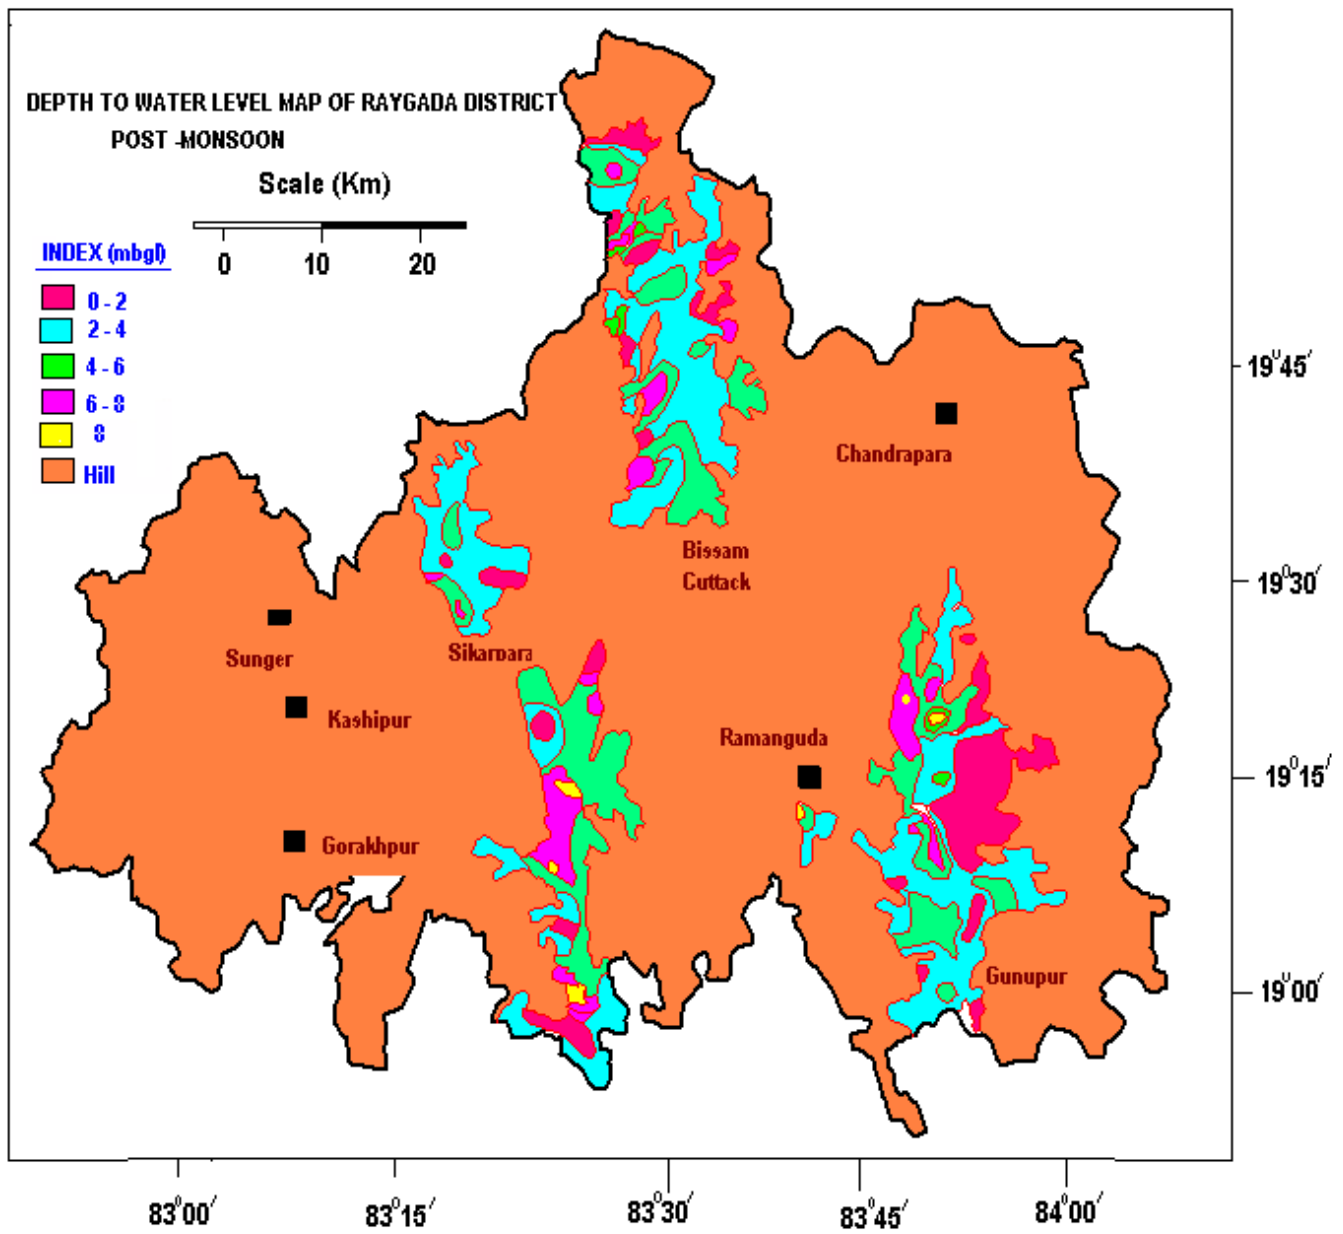 DEPTH TO WATER LEVEL MAP OF RAYGADA DISTRICT
POST -MONSOON
Scale (Km)
0 10 20
INDEX (mbgl)
0 - 2
2 - 4
4 - 6
6 - 8
8
Hill
19°45′
Chandrapara
Bissam
Cuttack
19°30′
Sunger
Sikarpara
Kashipur
Ramanguda
19°15′
Gorakhpur
Gunupur
19°00′
83°00′ 83°15′ 83°30′ 83°45′ 84°00′